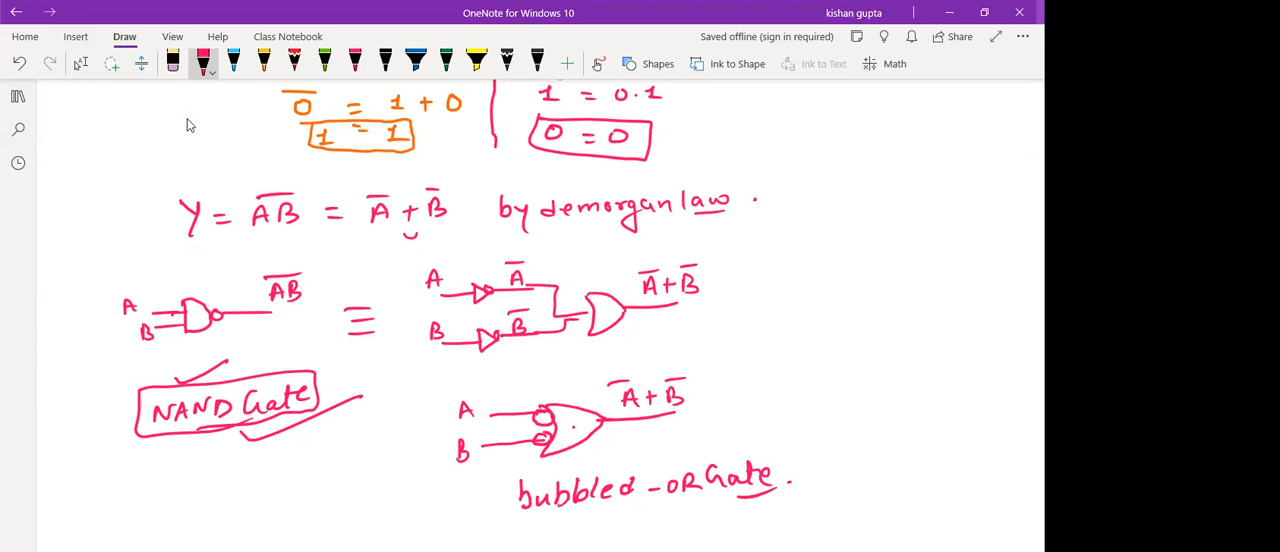 OneNote for Windows 10
kishan gupta
Home Insert Draw View Help Class Notebook
Saved offline (sign in required)
Share
Shapes Ink to Shape Ink to Text Math
0̅ = 1 + 0
1 = 1
1 = 0.1
0 = 0
Y = A̅B̅ = A̅ + B̅ by demorgan law.
A
B
A̅B̅
≡
A A̅
B B̅
A̅ + B̅
NAND Gate
A
B
A̅ + B̅
bubbled - OR Gate.